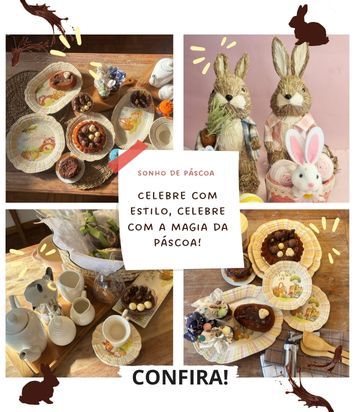 SONHO DE PÁSCOA
CELEBRE COM
ESTILO, CELEBRE
COM A MAGIA DA
PÁSCOA!
CONFIRA!